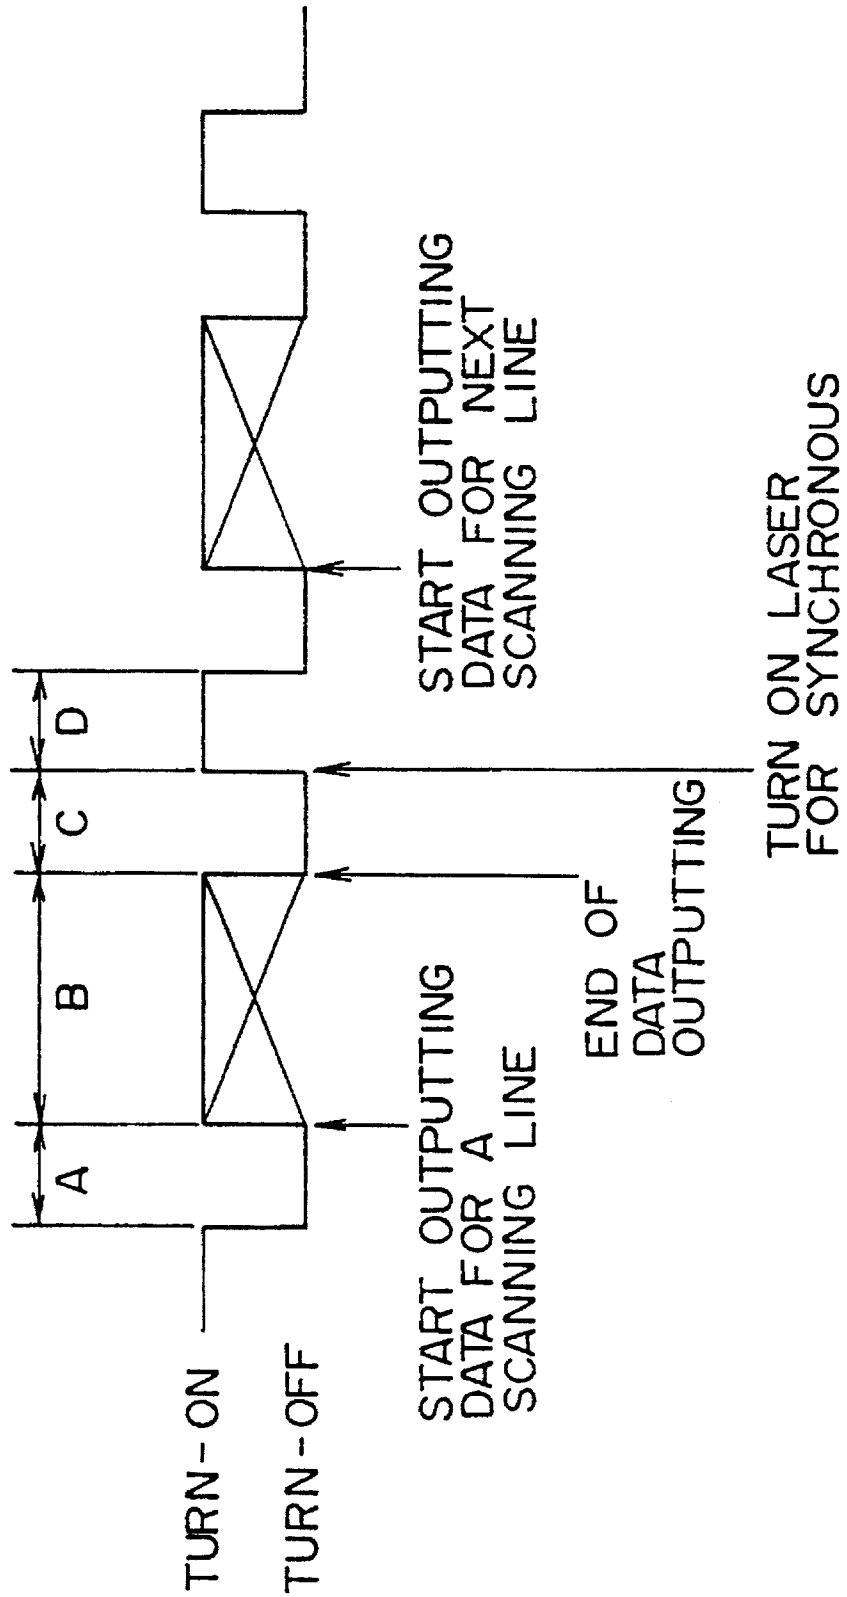 A
B
C
D
TURN-ON
TURN-OFF
START OUTPUTTING
DATA FOR A
SCANNING LINE
START OUTPUTTING
DATA FOR NEXT
SCANNING LINE
END OF
DATA
OUTPUTTING
TURN ON LASER
FOR SYNCHRONOUS